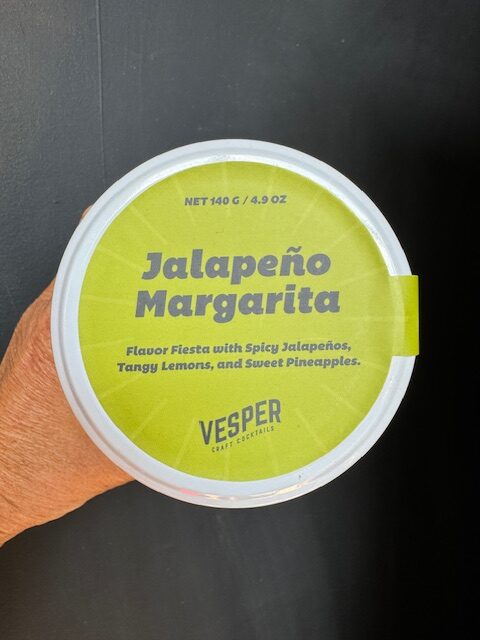 NET 140 G / 4.9 OZ
Jalapeño
Margarita
Flavor Fiesta with Spicy Jalapeños,
Tangy Lemons, and Sweet Pineapples.
VESPER
CRAFT COCKTAILS